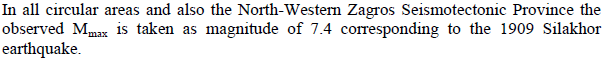 In all circular areas and also the North-Western Zagros Seismotectonic Province the
observed Mmax is taken as magnitude of 7.4 corresponding to the 1909 Silakhor
earthquake.